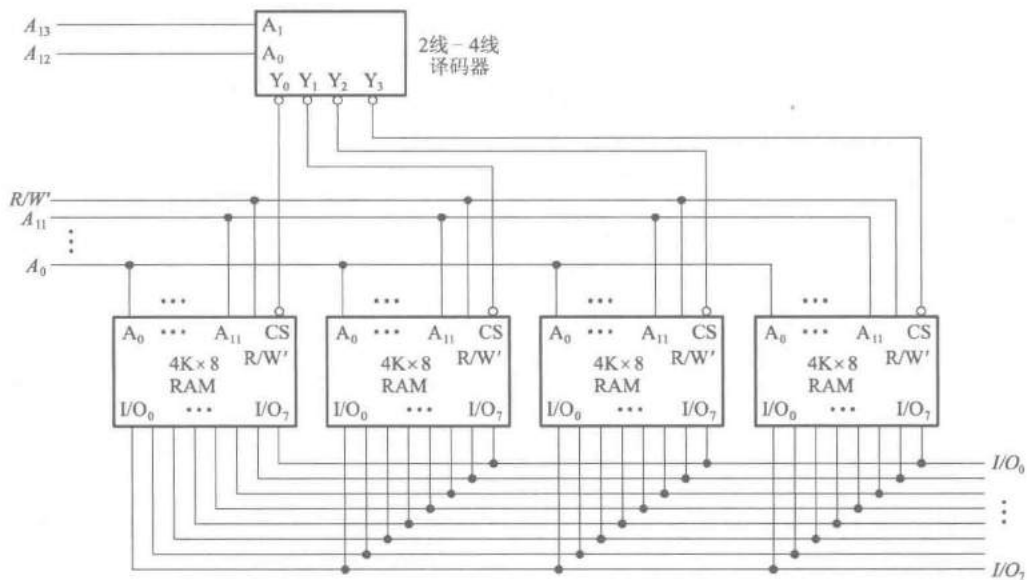 A₁₃
A₁₂
A₁
A₀
Y₀ Y₁ Y₂ Y₃
2线-4线
译码器
R/W'
A₁₁
⋮
A₀
A₀ ··· A₁₁ CS
R/W'
4K×8
RAM
I/O₀ ··· I/O₇
A₀ ··· A₁₁ CS
R/W'
4K×8
RAM
I/O₀ ··· I/O₇
A₀ ··· A₁₁ CS
R/W'
4K×8
RAM
I/O₀ ··· I/O₇
A₀ ··· A₁₁ CS
R/W'
4K×8
RAM
I/O₀ ··· I/O₇
I/O₀
⋮
I/O₇